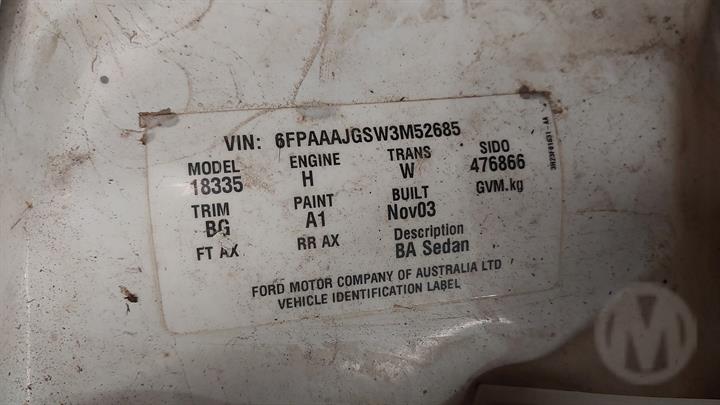 VIN: 6FPAAAJGSW3M52685
MODEL ENGINE TRANS SIDO
18335 H W 476866
TRIM PAINT BUILT GVM.kg
BG A1 Nov03
FT AX RR AX Description
BA Sedan
FORD MOTOR COMPANY OF AUSTRALIA LTD
VEHICLE IDENTIFICATION LABEL
M